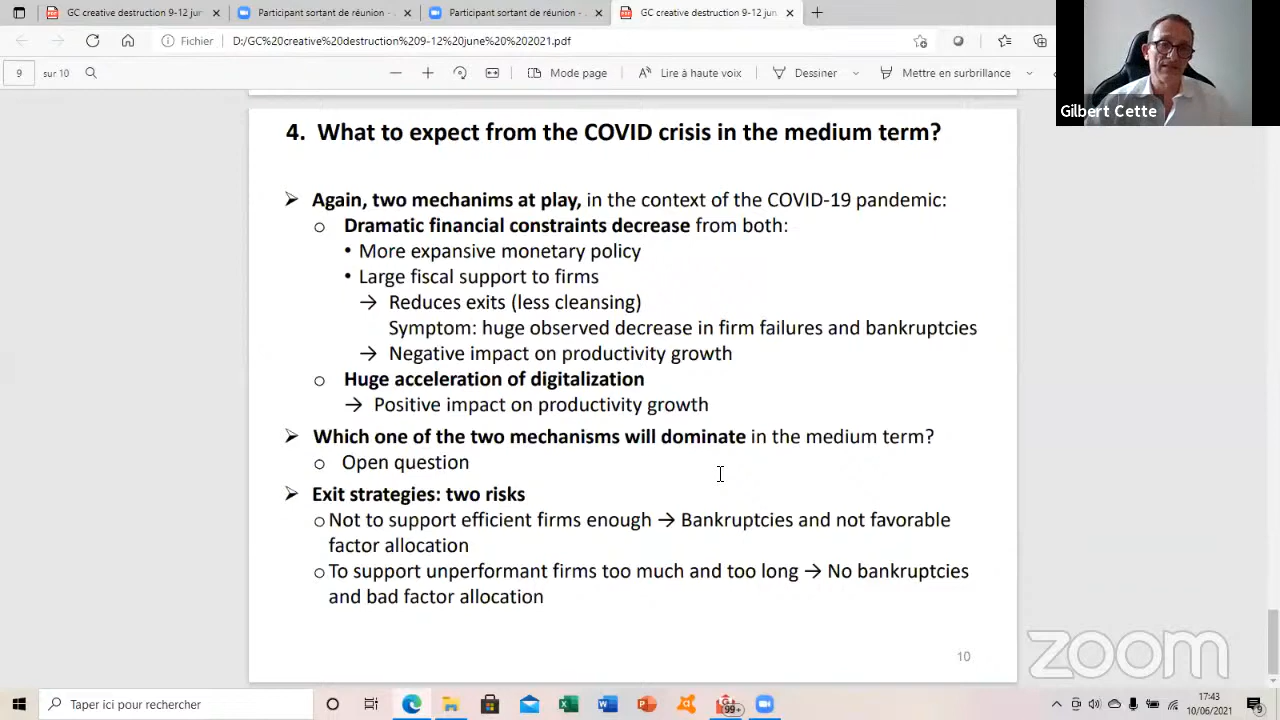 GC creative destruction 9-12 jur
Participant sortant de réunion -
Participant sortant de réunion -
GC creative destruction 9-12 jun
Fichier
D:/GC%20creative%20destruction%209-12%20june%20%202021.pdf
9 sur 10
Mode page
Lire à haute voix
Dessiner
Mettre en surbrillance
Gilbert Cette
4. What to expect from the COVID crisis in the medium term?
➢ Again, two mechanims at play, in the context of the COVID-19 pandemic:
o Dramatic financial constraints decrease from both:
• More expansive monetary policy
• Large fiscal support to firms
→ Reduces exits (less cleansing)
Symptom: huge observed decrease in firm failures and bankruptcies
→ Negative impact on productivity growth
o Huge acceleration of digitalization
→ Positive impact on productivity growth
➢ Which one of the two mechanisms will dominate in the medium term?
o Open question
➢ Exit strategies: two risks
o Not to support efficient firms enough → Bankruptcies and not favorable
factor allocation
o To support unperformant firms too much and too long → No bankruptcies
and bad factor allocation
10
zoom
Taper ici pour rechercher
99+
17:43
10/06/2021
9